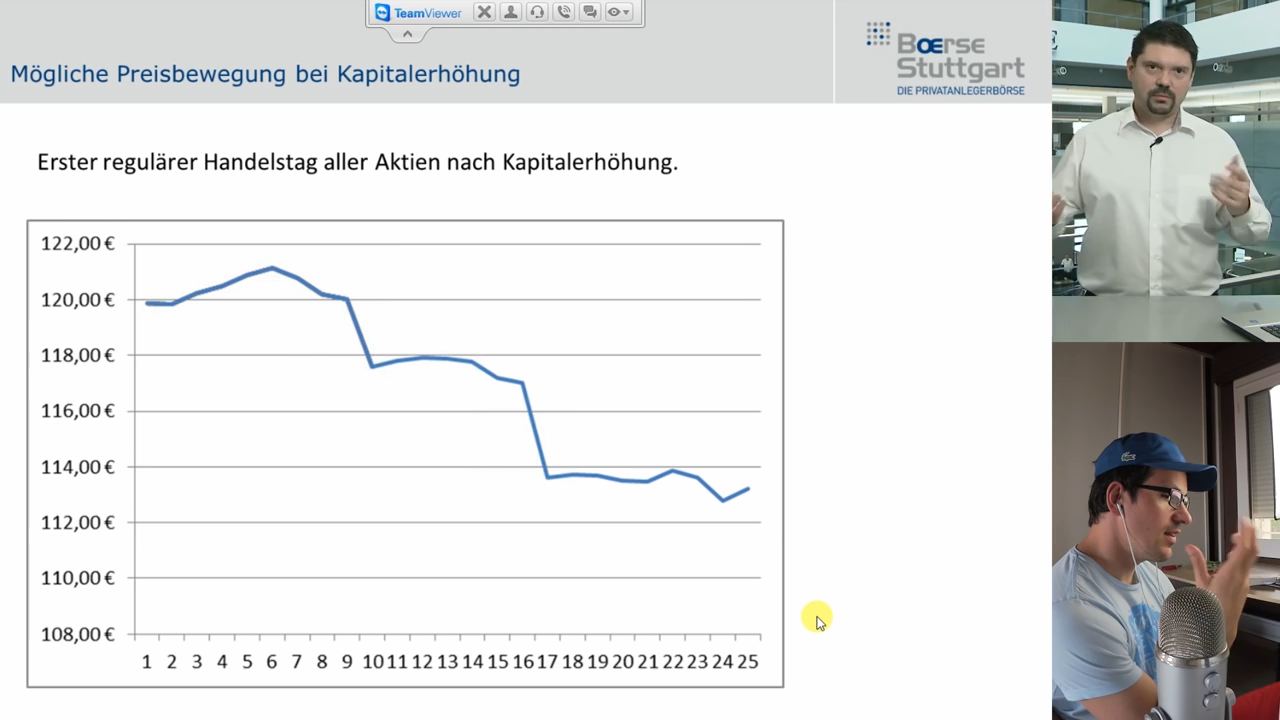 TeamViewer
Mögliche Preisbewegung bei Kapitalerhöhung
Bœrse
Stuttgart
DIE PRIVATANLEGERBÖRSE
Erster regulärer Handelstag aller Aktien nach Kapitalerhöhung.
122,00 €
120,00 €
118,00 €
116,00 €
114,00 €
112,00 €
110,00 €
108,00 €
1 2 3 4 5 6 7 8 9 10 11 12 13 14 15 16 17 18 19 20 21 22 23 24 25